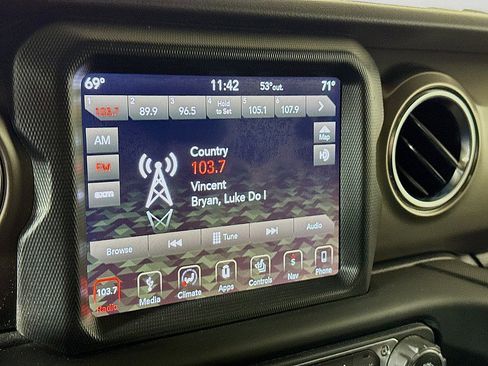 69° 11:42 53°out. 71°
1 103.7 2 89.9 3 96.5 4 Hold to Set 5 105.1 6 107.9
AM
FM
SXM
Map
Country
103.7
Vincent
Bryan, Luke Do I
Browse Tune Audio
103.7
Radio Media Climate Apps Controls Nav Phone